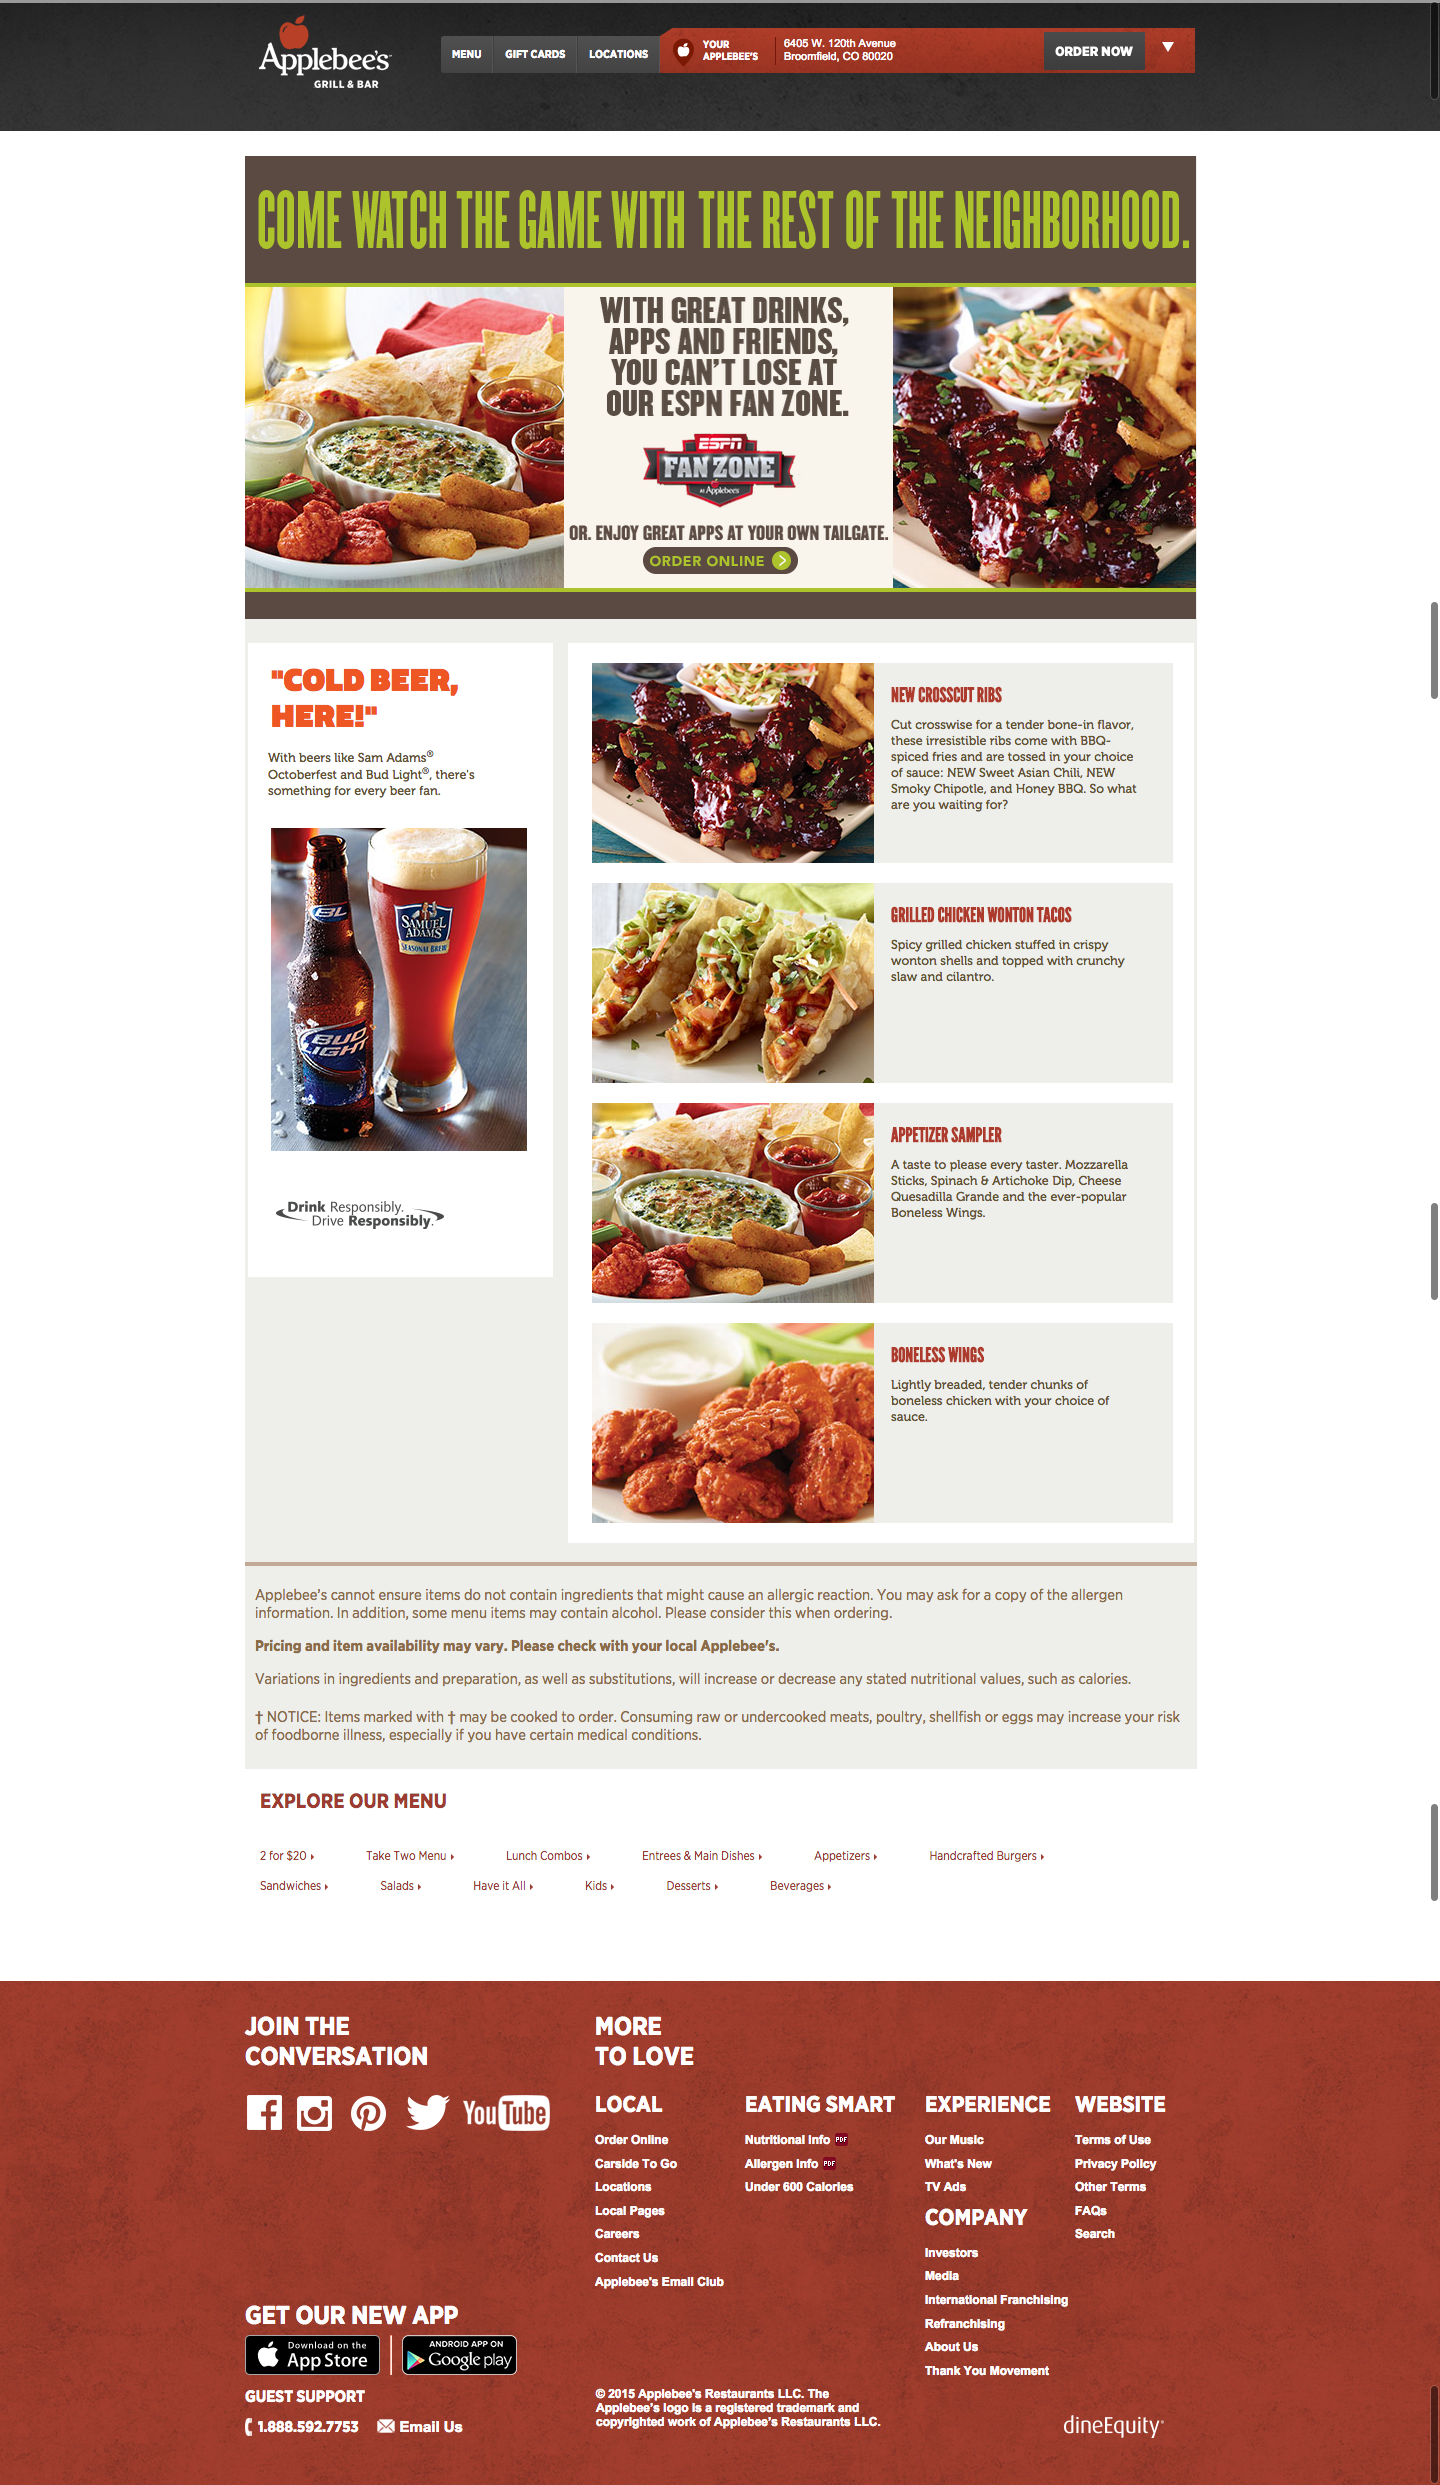 Applebee's
GRILL & BAR
MENU
GIFT CARDS
LOCATIONS
YOUR
APPLEBEE'S
6405 W. 120th Avenue
Broomfield, CO 80020
ORDER NOW
COME WATCH THE GAME WITH THE REST OF THE NEIGHBORHOOD.
WITH GREAT DRINKS,
APPS AND FRIENDS,
YOU CAN'T LOSE AT
OUR ESPN FAN ZONE.
ESPN
FAN ZONE
AT Applebee's
OR. ENJOY GREAT APPS AT YOUR OWN TAILGATE.
ORDER ONLINE
"COLD BEER,
HERE!"
With beers like Sam Adams®
Octoberfest and Bud Light®, there's
something for every beer fan.
BL
BUD
LIGHT
SAMUEL
ADAMS
SEASONAL BREW
Drink Responsibly.
Drive Responsibly.
NEW CROSSCUT RIBS
Cut crosswise for a tender bone-in flavor,
these irresistible ribs come with BBQ-
spiced fries and are tossed in your choice
of sauce: NEW Sweet Asian Chili, NEW
Smoky Chipotle, and Honey BBQ. So what
are you waiting for?
GRILLED CHICKEN WONTON TACOS
Spicy grilled chicken stuffed in crispy
wonton shells and topped with crunchy
slaw and cilantro.
APPETIZER SAMPLER
A taste to please every taster. Mozzarella
Sticks, Spinach & Artichoke Dip, Cheese
Quesadilla Grande and the ever-popular
Boneless Wings.
BONELESS WINGS
Lightly breaded, tender chunks of
boneless chicken with your choice of
sauce.
Applebee's cannot ensure items do not contain ingredients that might cause an allergic reaction. You may ask for a copy of the allergen
information. In addition, some menu items may contain alcohol. Please consider this when ordering.
Pricing and item availability may vary. Please check with your local Applebee's.
Variations in ingredients and preparation, as well as substitutions, will increase or decrease any stated nutritional values, such as calories.
† NOTICE: Items marked with † may be cooked to order. Consuming raw or undercooked meats, poultry, shellfish or eggs may increase your risk
of foodborne illness, especially if you have certain medical conditions.
EXPLORE OUR MENU
2 for $20
Take Two Menu
Lunch Combos
Entrees & Main Dishes
Appetizers
Handcrafted Burgers
Sandwiches
Salads
Have it All
Kids
Desserts
Beverages
JOIN THE
CONVERSATION
YouTube
GET OUR NEW APP
Download on the
App Store
ANDROID APP ON
Google play
GUEST SUPPORT
1.888.592.7753
Email Us
MORE
TO LOVE
LOCAL
Order Online
Carside To Go
Locations
Local Pages
Careers
Contact Us
Applebee's Email Club
EATING SMART
Nutritional Info PDF
Allergen Info PDF
Under 600 Calories
EXPERIENCE
Our Music
What's New
TV Ads
COMPANY
Investors
Media
International Franchising
Refranchising
About Us
Thank You Movement
WEBSITE
Terms of Use
Privacy Policy
Other Terms
FAQs
Search
© 2015 Applebee's Restaurants LLC. The
Applebee's logo is a registered trademark and
copyrighted work of Applebee's Restaurants LLC.
dineEquity